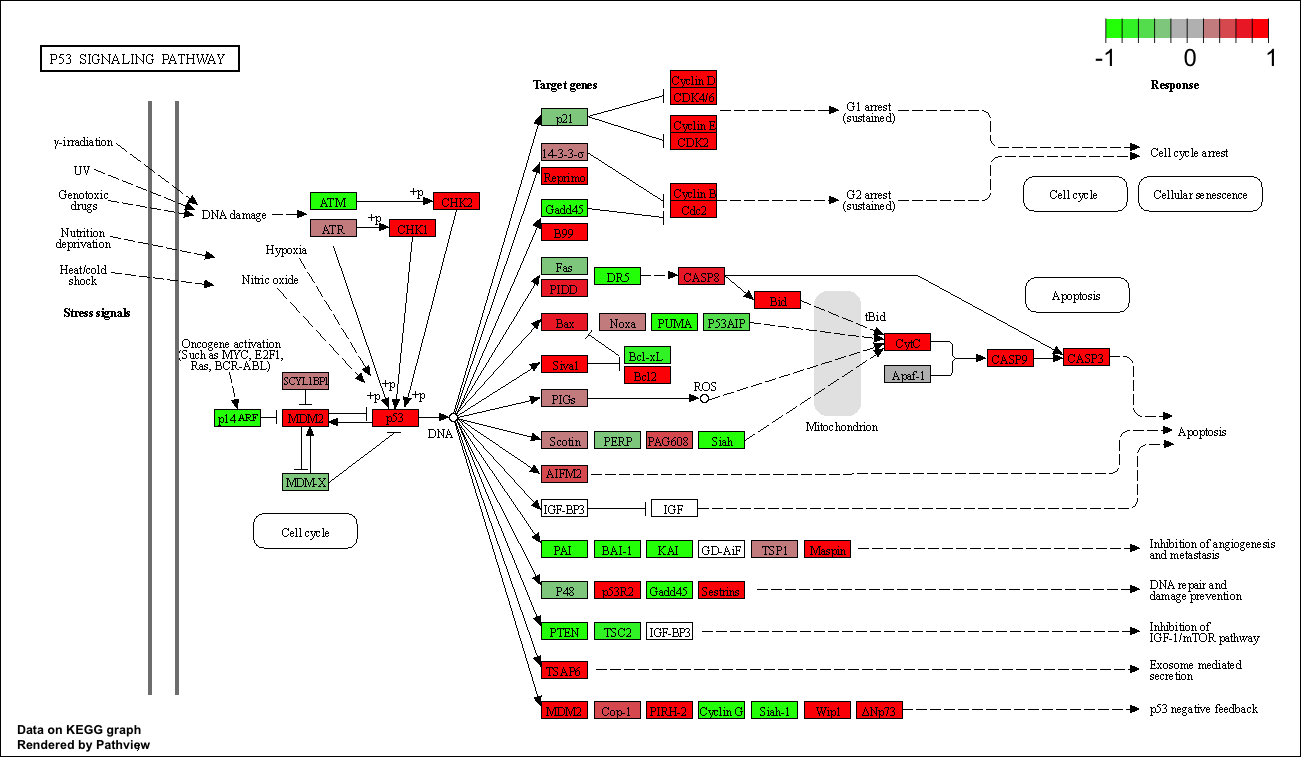 P53 SIGNALING PATHWAY
-1 0 1
Target genes
Response
Cyclin D
CDK4/6
p21
G1 arrest
(sustained)
Cyclin E
CDK2
γ-irradiation
UV
Genotoxic
drugs
Nutrition
deprivation
Heat/cold
shock
Stress signals
DNA damage
ATM
+p
CHK2
ATR
+p
CHK1
Hypoxia
Nitric oxide
14-3-3-σ
Reprimo
Cyclin B
Cdc2
Gadd45
B99
G2 arrest
(sustained)
Cell cycle arrest
Cell cycle
Cellular senescence
Fas
PIDD
DR5
CASP8
Bid
tBid
Apoptosis
Bax
Noxa
PUMA
P53AIP
Bcl-xL
Bcl2
Sival
CytC
Apaf-1
CASP9
CASP3
Mitochondrion
PIGs
ROS
Oncogene activation
(Such as MYC, E2F1,
Ras, BCR-ABL)
SCYL1BP1
+p
+p
p14ARF
MDM2
p53
DNA
MDM-X
Cell cycle
Scotin
PERP
PAG608
Siah
Apoptosis
AIFM2
IGF-BP3
IGF
PAI
BAI-1
KAI
GD-AiF
TSP1
Maspin
Inhibition of angiogenesis
and metastasis
P48
p53R2
Gadd45
Sestrins
DNA repair and
damage prevention
PTEN
TSC2
IGF-BP3
Inhibition of
IGF-1/mTOR pathway
TSAP6
Exosome mediated
secretion
MDM2
Cop-1
PIRH-2
Cyclin G
Siah-1
Wip1
ΔNp73
p53 negative feedback
Data on KEGG graph
Rendered by Pathview